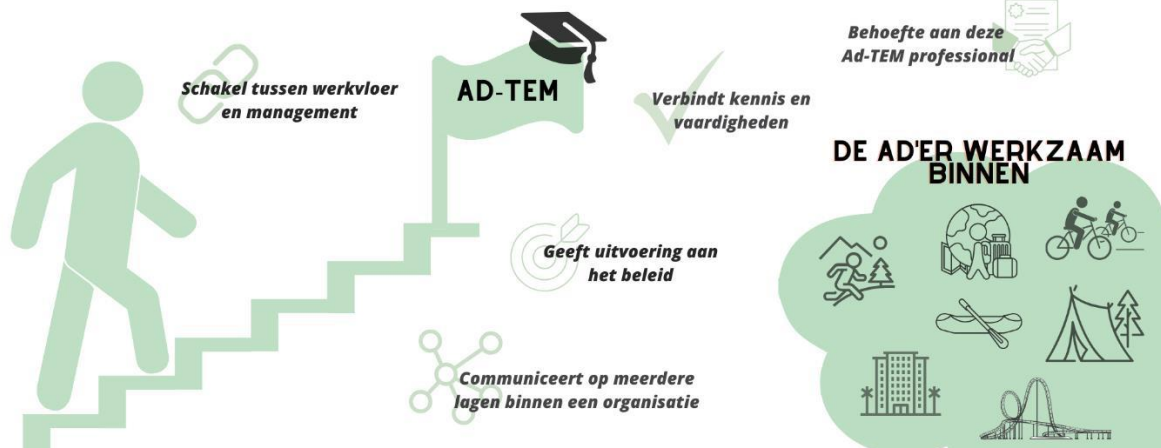 Schakel tussen werkvloer
en management
AD-TEM
Verbindt kennis en
vaardigheden
Behoefte aan deze
Ad-TEM professional
DE AD'ER WERKZAAM
BINNEN
Geeft uitvoering aan
het beleid
Communiceert op meerdere
lagen binnen een organisatie